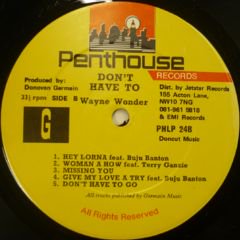 Penthouse
RECORDS
Produced by:
Donovan Germain
DON'T
HAVE TO
Wayne Wonder
33⅓ rpm SIDE B
Dist. by Jetstar Records
155 Acton Lane,
NW10 7NG
081-961 5818
& EMI Records
PHLP 24B
Doncut Music
G
1. HEY LORNA feat. Buju Banton
2. WOMAN A HOW feat. Terry Ganzie
3. MISSING YOU
4. GIVE MY LOVE A TRY feat. Buju Banton
5. DON'T HAVE TO GO
All tracks published by Germain Music
All Rights Reserved